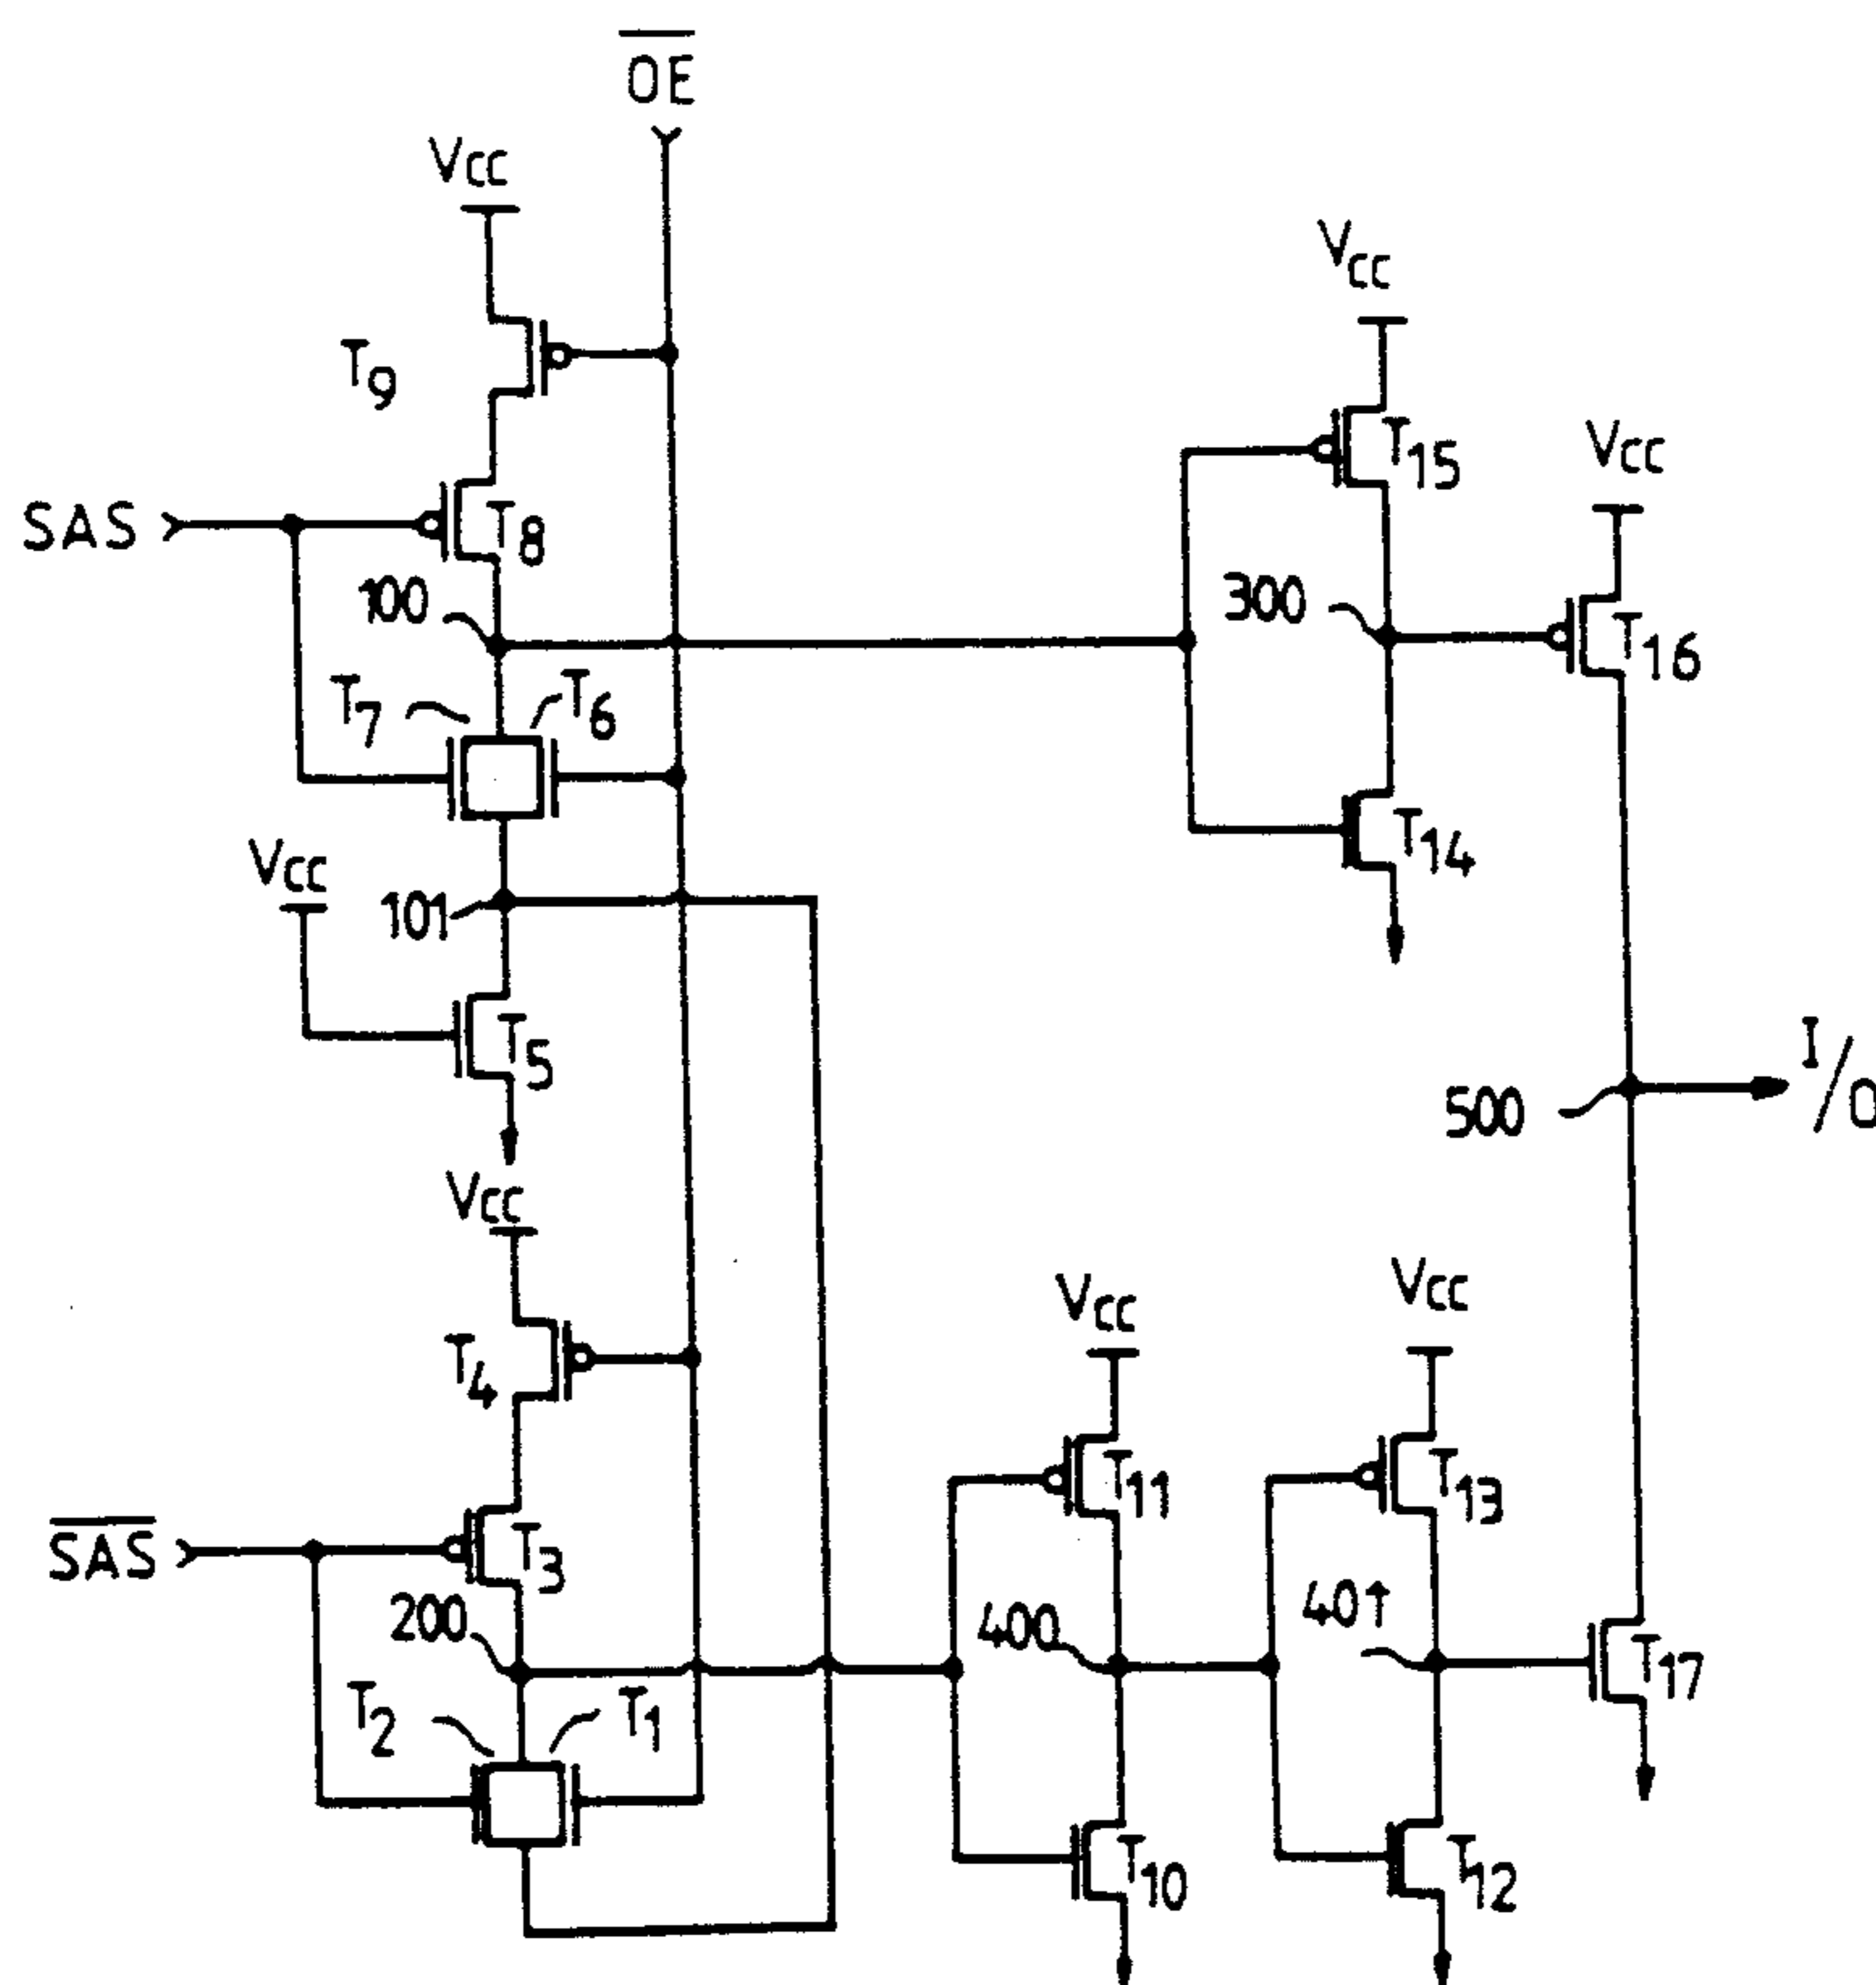 OE
Vcc
Vcc
T9
T15
Vcc
SAS
T8
100
300
T16
T7
T6
Vcc
T14
101
T5
I/O
500
Vcc
Vcc
Vcc
T4
T11
T13
SAS
T3
200
400
401
T17
T2
T1
T10
T12